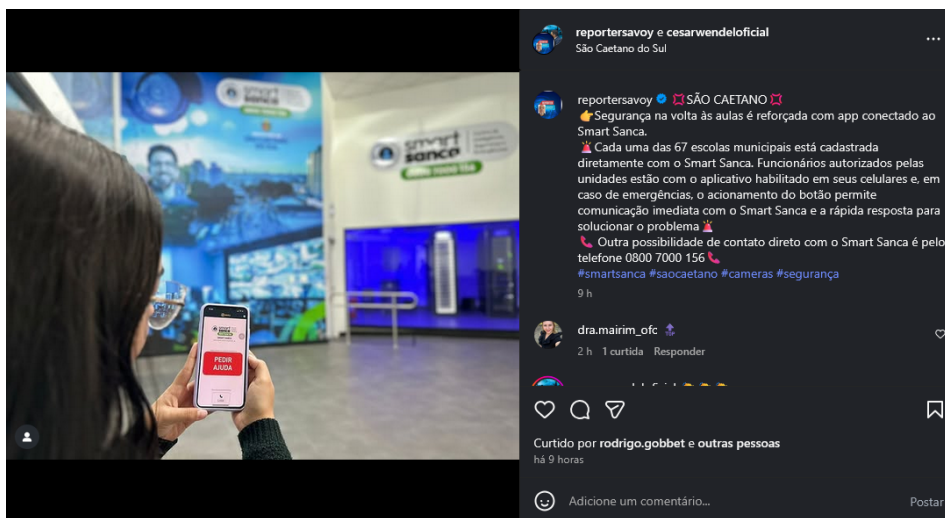 reportersavoy e cesarwendeloficial
São Caetano do Sul
smart
sanca
smart
sanca
0800 7000 156
smart
sanca
PEDIR
AJUDA
reportersavoy 💢SÃO CAETANO💢
👉Segurança na volta às aulas é reforçada com app conectado ao
Smart Sanca.
🚨Cada uma das 67 escolas municipais está cadastrada
diretamente com o Smart Sanca. Funcionários autorizados pelas
unidades estão com o aplicativo habilitado em seus celulares e, em
caso de emergências, o acionamento do botão permite
comunicação imediata com o Smart Sanca e a rápida resposta para
solucionar o problema🚨
📞 Outra possibilidade de contato direto com o Smart Sanca é pelo
telefone 0800 7000 156📞
#smartsanca #saocaetano #cameras #segurança
9 h
dra.mairim_ofc
2 h 1 curtida Responder
Curtido por rodrigo.gobbet e outras pessoas
há 9 horas
Adicione um comentário...
Postar